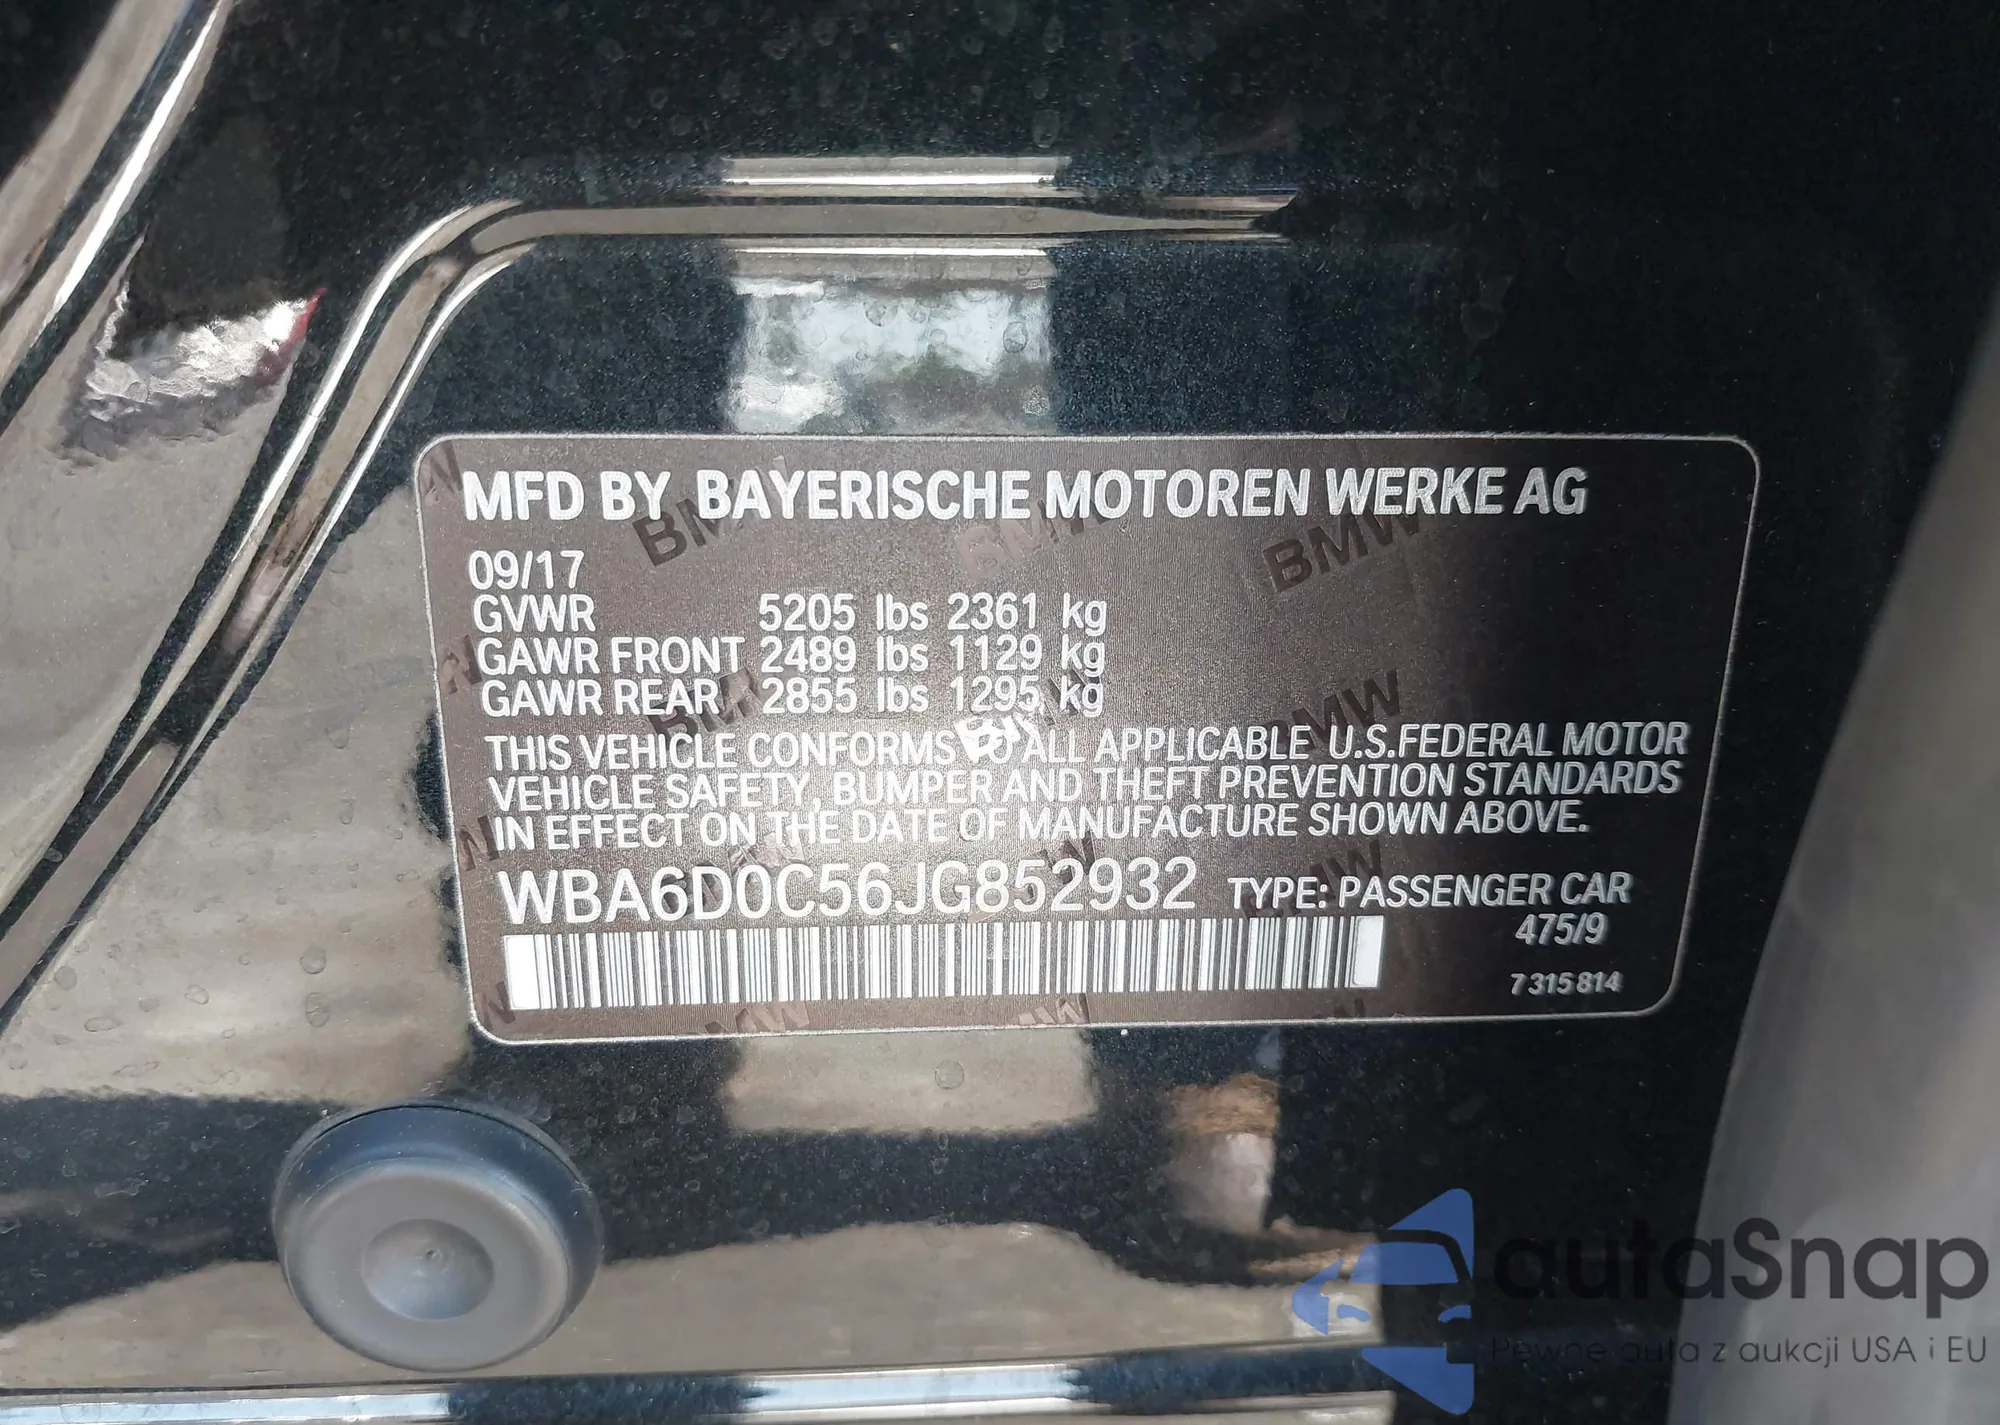 MFD BY BAYERISCHE MOTOREN WERKE AG
09/17
GVWR 5205 lbs 2361 kg
GAWR FRONT 2489 lbs 1129 kg
GAWR REAR 2855 lbs 1295 kg
THIS VEHICLE CONFORMS TO ALL APPLICABLE U.S.FEDERAL MOTOR
VEHICLE SAFETY, BUMPER AND THEFT PREVENTION STANDARDS
IN EFFECT ON THE DATE OF MANUFACTURE SHOWN ABOVE.
WBA6D0C56JG852932 TYPE: PASSENGER CAR
475/9
7 315 814
autaSnap
Pewne auta z aukcji USA i EU